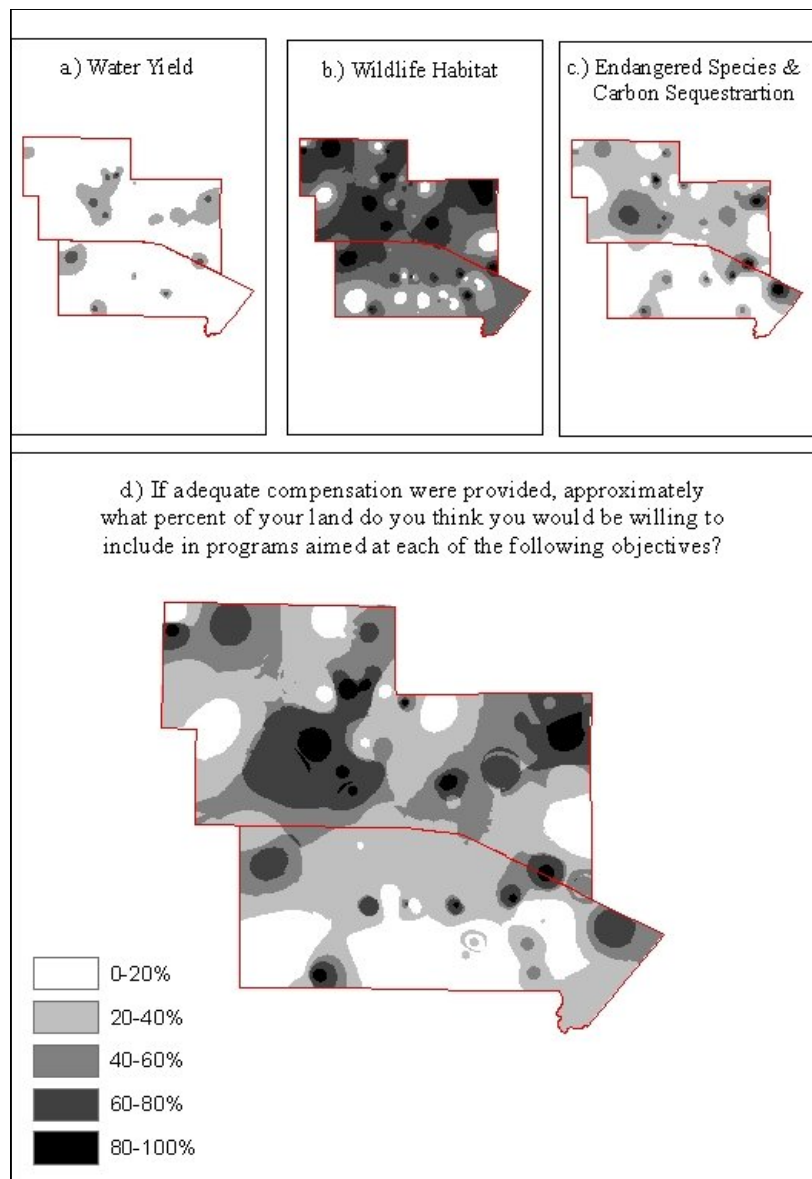 a.) Water Yield
b.) Wildlife Habitat
c.) Endangered Species &
Carbon Sequestrartion
d.) If adequate compensation were provided, approximately
what percent of your land do you think you would be willing to
include in programs aimed at each of the following objectives?
0-20%
20-40%
40-60%
60-80%
80-100%